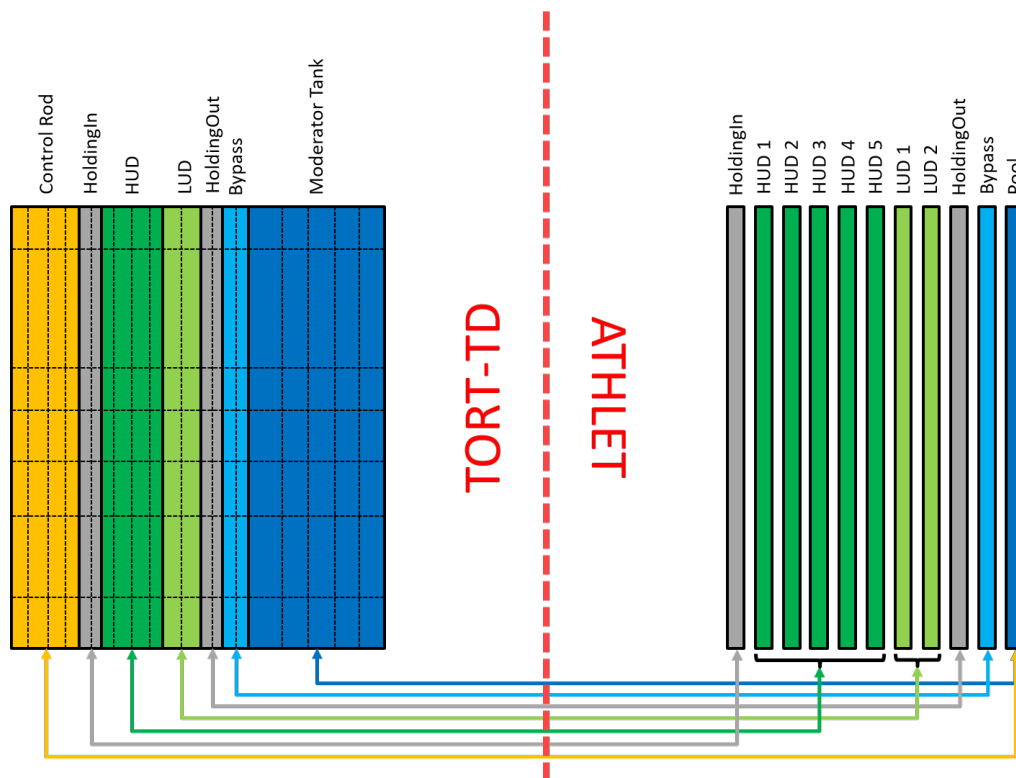 Control Rod
HoldingIn
HUD
LUD
HoldingOut
Bypass
Moderator Tank
TORT-TD
ATHLET
HoldingIn
HUD 1
HUD 2
HUD 3
HUD 4
HUD 5
LUD 1
LUD 2
HoldingOut
Bypass
Pool